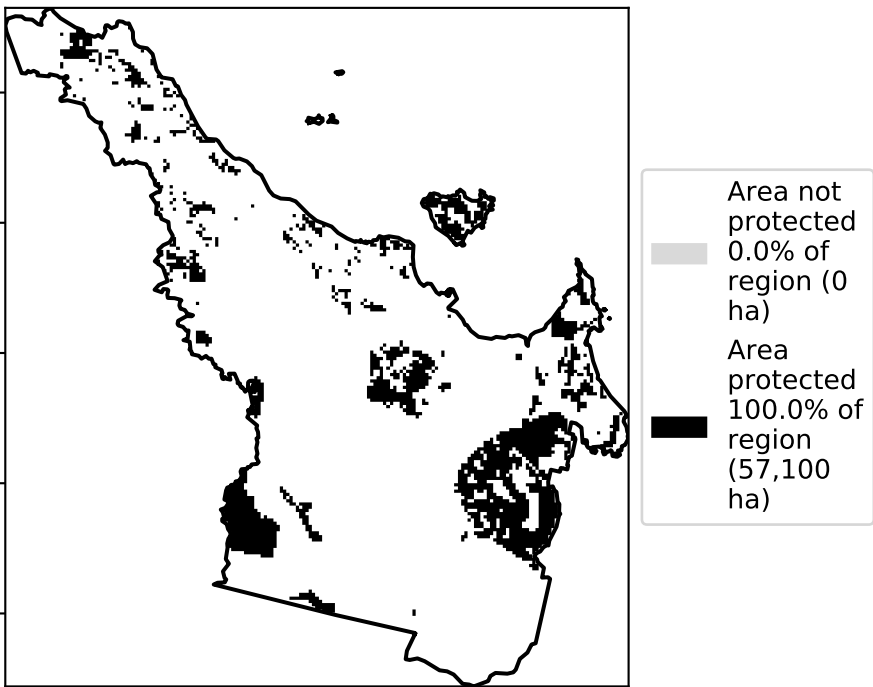 Area not
protected
0.0% of
region (0
ha)
Area
protected
100.0% of
region
(57,100
ha)